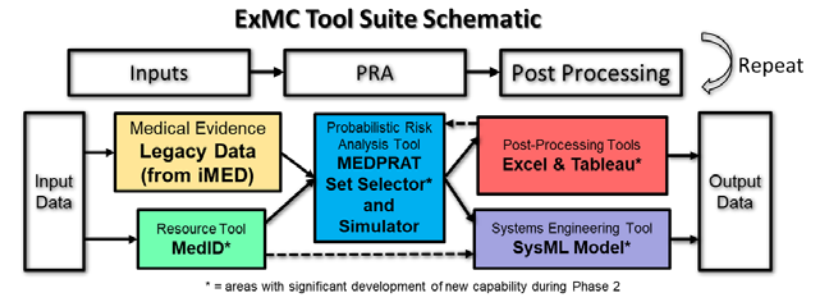 ExMC Tool Suite Schematic
Inputs
PRA
Post Processing
Repeat
Input
Data
Medical Evidence
Legacy Data
(from iMED)
Resource Tool
MedID*
Probabilistic Risk
Analysis Tool
MEDPRAT
Set Selector*
and
Simulator
Post-Processing Tools
Excel & Tableau*
Systems Engineering Tool
SysML Model*
Output
Data
* = areas with significant development of new capability during Phase 2